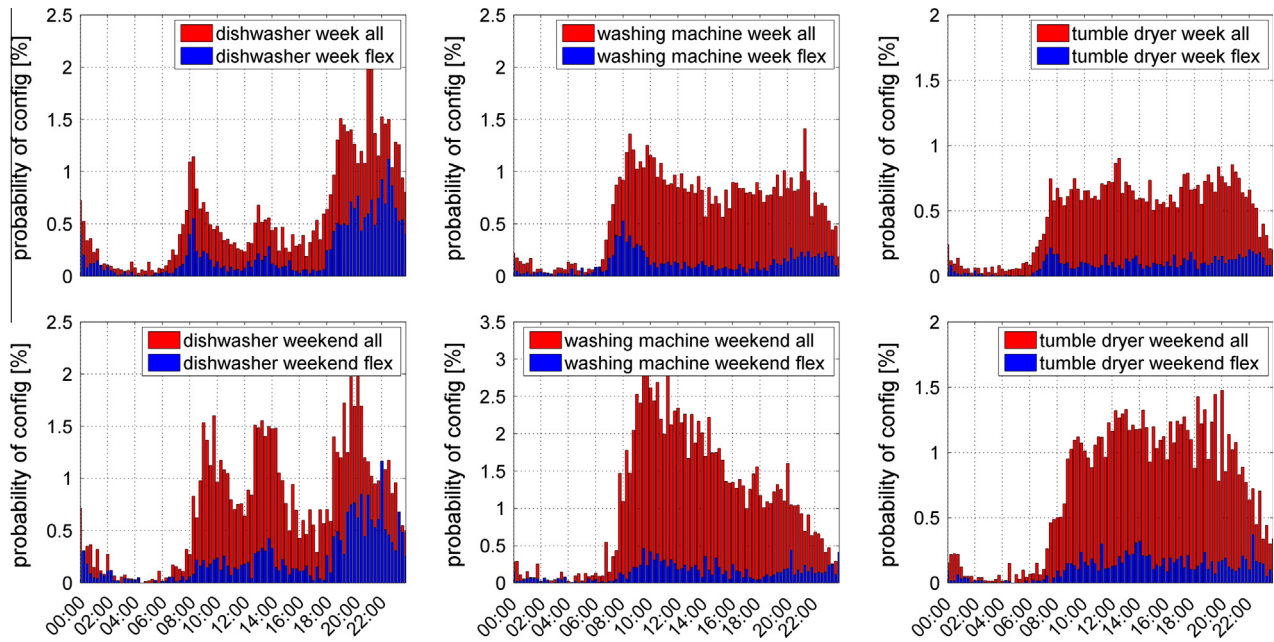 2.5
2
1.5
1
0.5
0
probability of config [%]
dishwasher week all
dishwasher week flex
2.5
2
1.5
1
0.5
0
probability of config [%]
washing machine week all
washing machine week flex
2
1.5
1
0.5
0
probability of config [%]
tumble dryer week all
tumble dryer week flex
2.5
2
1.5
1
0.5
0
probability of config [%]
dishwasher weekend all
dishwasher weekend flex
00:00 02:00 04:00 06:00 08:00 10:00 12:00 14:00 16:00 18:00 20:00 22:00
3.5
3
2.5
2
1.5
1
0.5
0
probability of config [%]
washing machine weekend all
washing machine weekend flex
00:00 02:00 04:00 06:00 08:00 10:00 12:00 14:00 16:00 18:00 20:00 22:00
2
1.5
1
0.5
0
probability of config [%]
tumble dryer weekend all
tumble dryer weekend flex
00:00 02:00 04:00 06:00 08:00 10:00 12:00 14:00 16:00 18:00 20:00 22:00